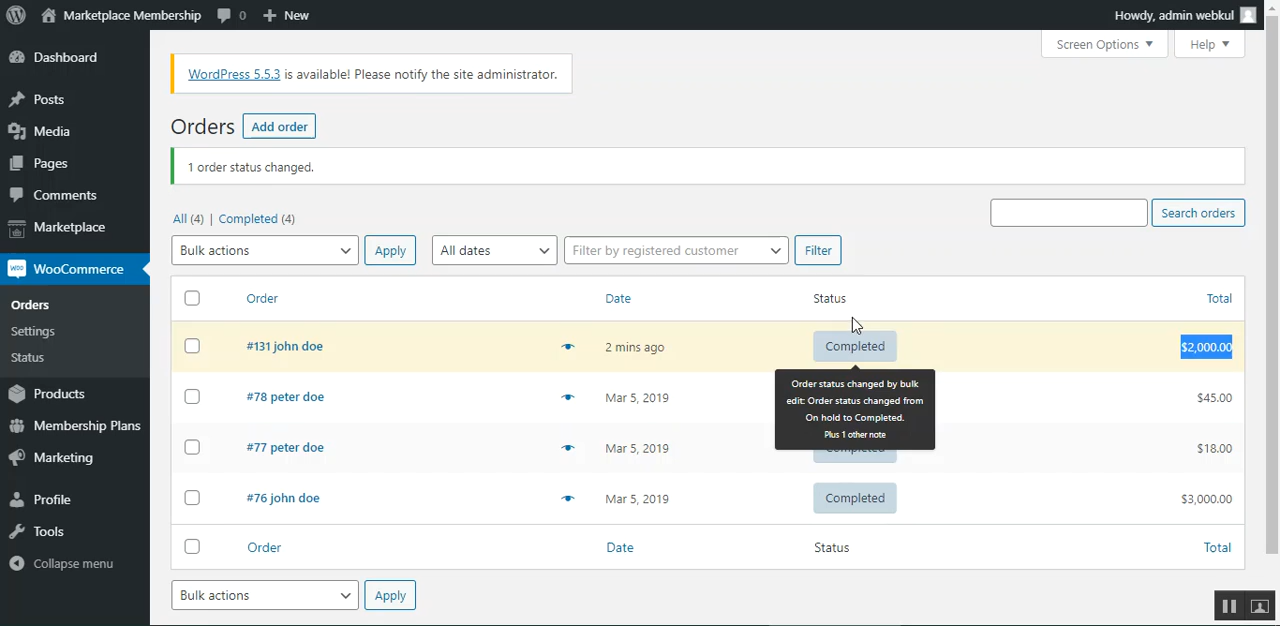 Marketplace Membership 0 New Howdy, admin webkul
Screen Options Help
Dashboard
Posts
Media
Pages
Comments
Marketplace
WooCommerce
Orders
Settings
Status
Products
Membership Plans
Marketing
Profile
Tools
Collapse menu
WordPress 5.5.3 is available! Please notify the site administrator.
Orders Add order
1 order status changed.
All (4) | Completed (4)
Search orders
Bulk actions Apply All dates Filter by registered customer Filter
Order Date Status Total
#131 john doe 2 mins ago Completed $2,000.00
Order status changed by bulk
edit: Order status changed from
On hold to Completed.
Plus 1 other note
#78 peter doe Mar 5, 2019 $45.00
#77 peter doe Mar 5, 2019 Completed $18.00
#76 john doe Mar 5, 2019 Completed $3,000.00
Order Date Status Total
Bulk actions Apply